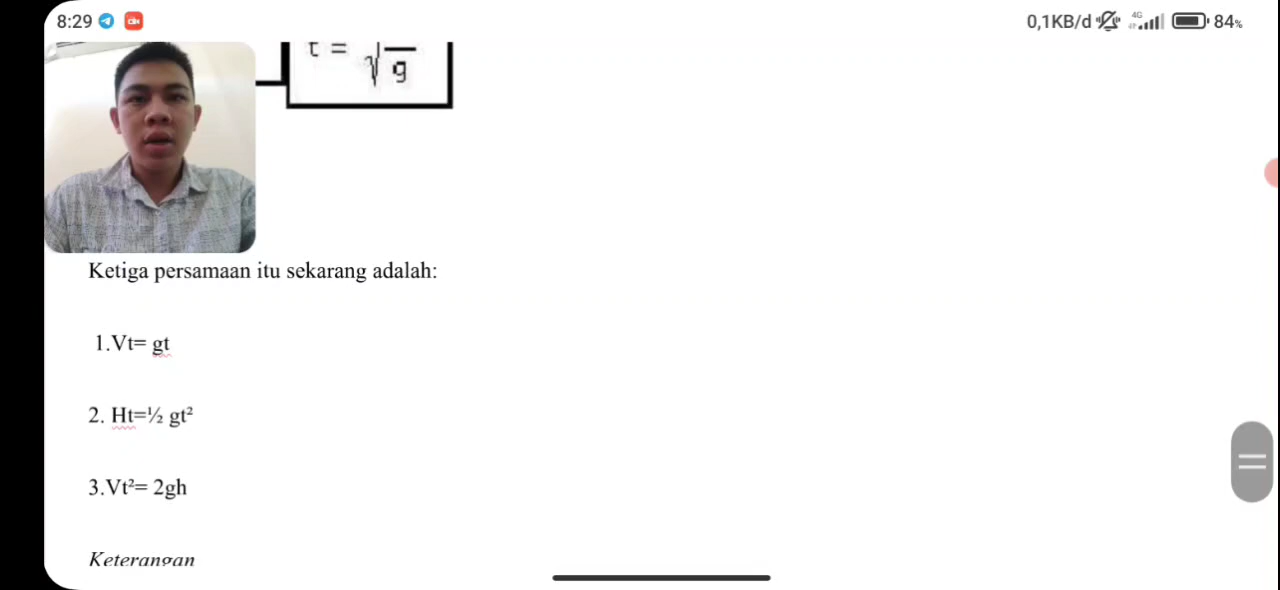 8:29 0,1KB/d 4G 84%
t = √ g
Ketiga persamaan itu sekarang adalah:
1.Vt= gt
2. Ht=½ gt²
3.Vt²= 2gh
Keterangan